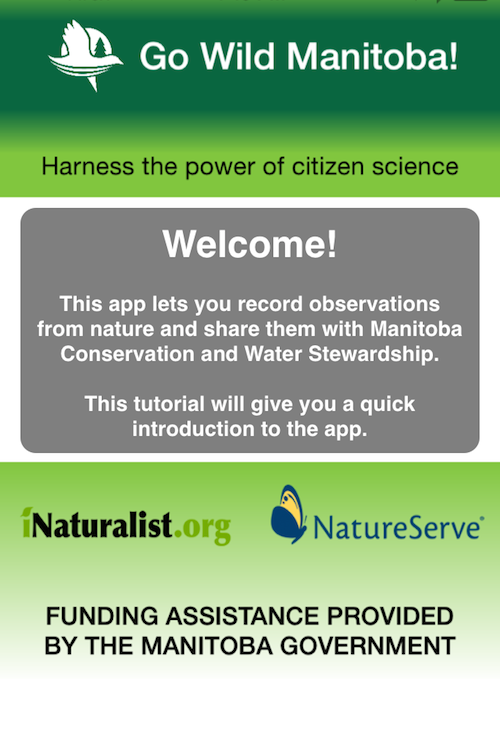 Go Wild Manitoba!
Harness the power of citizen science
Welcome!
This app lets you record observations
from nature and share them with Manitoba
Conservation and Water Stewardship.
This tutorial will give you a quick
introduction to the app.
iNaturalist.org
NatureServe®
FUNDING ASSISTANCE PROVIDED
BY THE MANITOBA GOVERNMENT